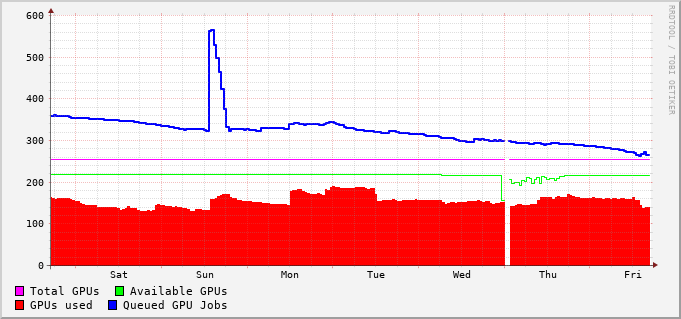 600
500
400
300
200
100
0
Sat Sun Mon Tue Wed Thu Fri
Total GPUs Available GPUs
GPUs used Queued GPU Jobs
RRDTOOL / TOBI OETIKER